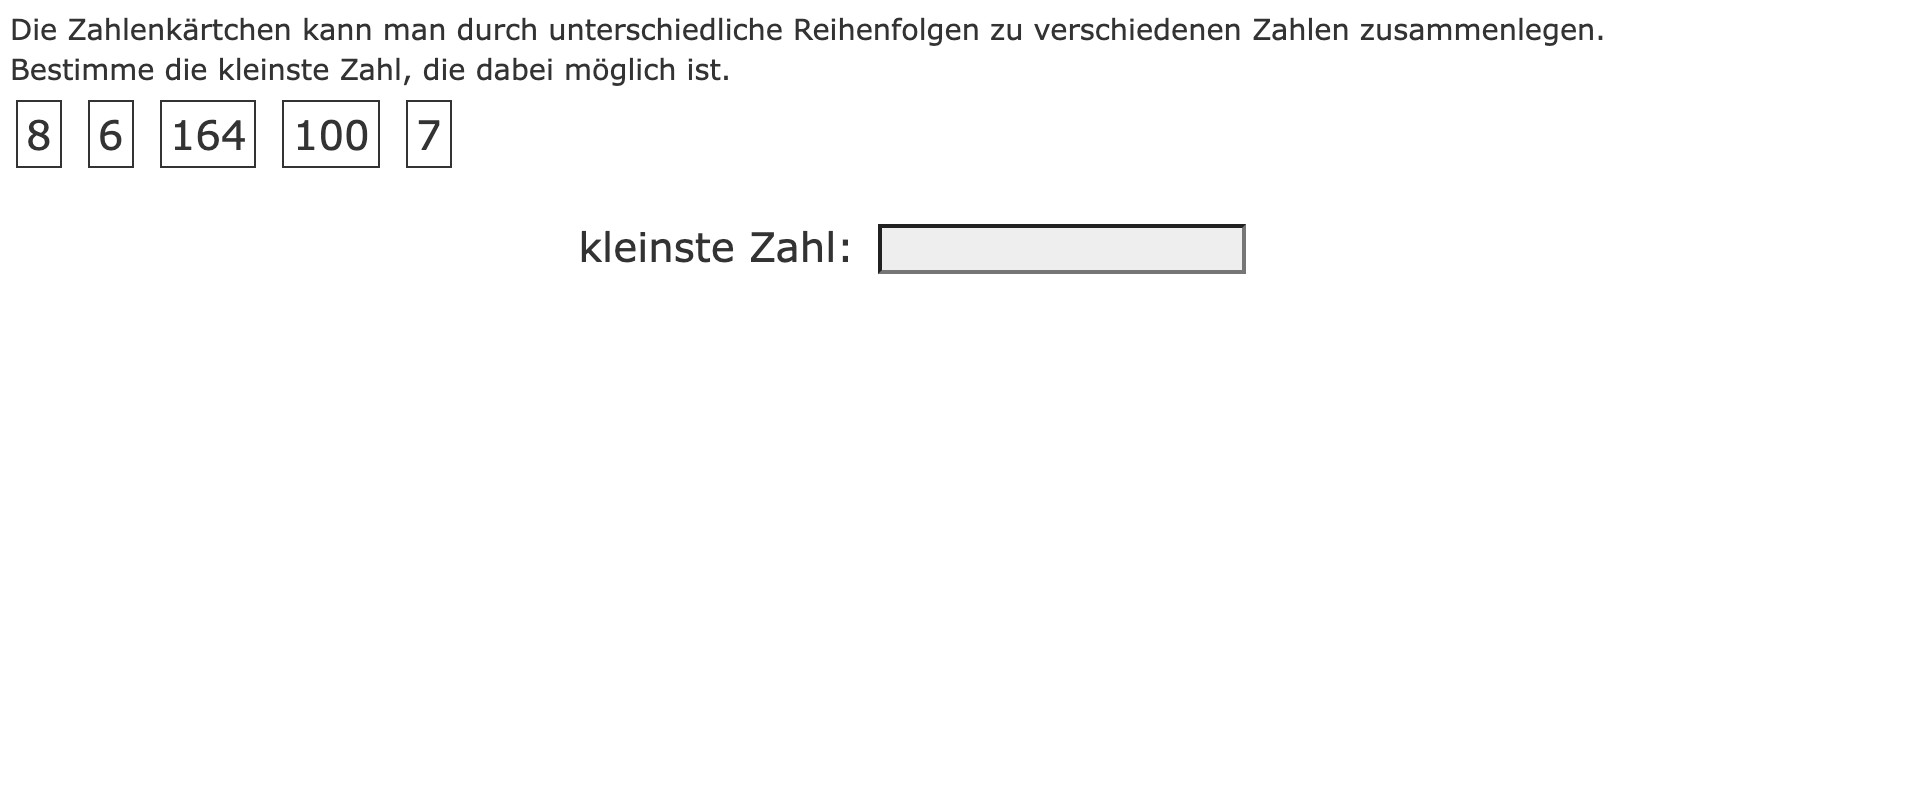 Die Zahlenkärtchen kann man durch unterschiedliche Reihenfolgen zu verschiedenen Zahlen zusammenlegen.
Bestimme die kleinste Zahl, die dabei möglich ist.
8 6 164 100 7
kleinste Zahl: